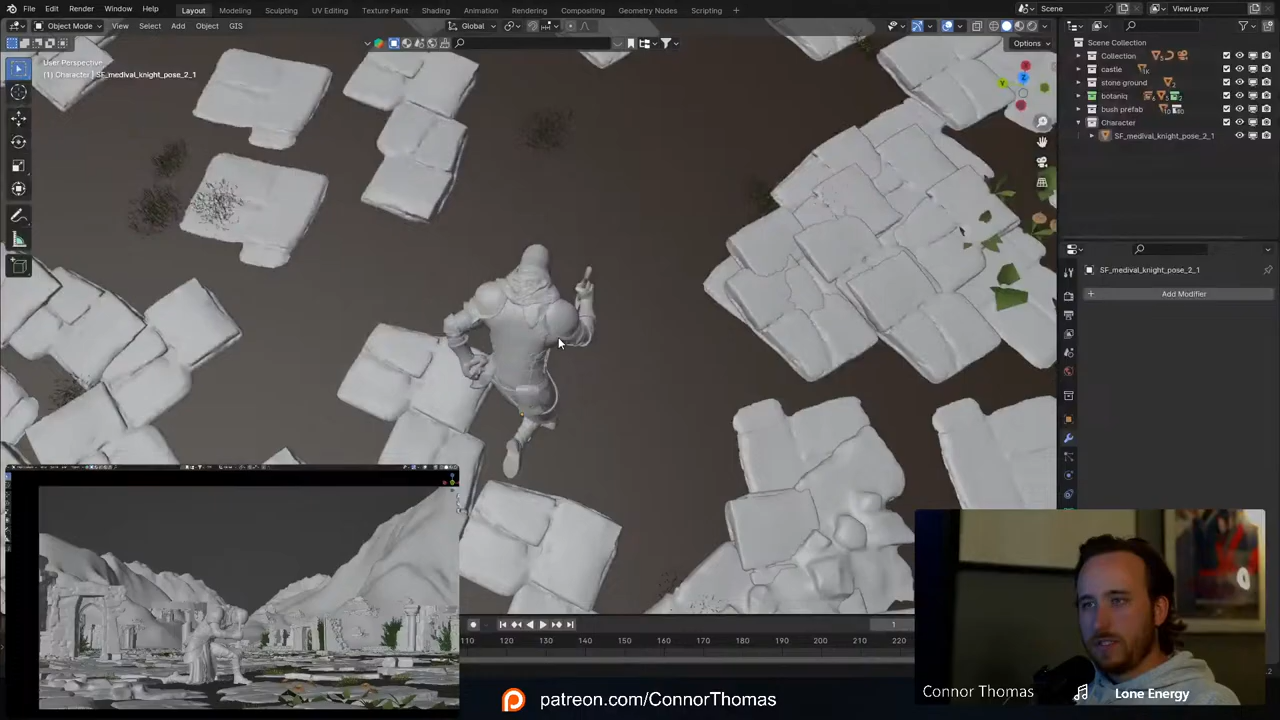 File Edit Render Window Help Layout Modeling Sculpting UV Editing Texture Paint Shading Animation Rendering Compositing Geometry Nodes Scripting + Scene ViewLayer
Object Mode View Select Add Object GIS Global
Options
User Perspective
(1) Character | SF_medival_knight_pose_2_1
Scene Collection
Collection
castle
stone ground
botaniq
bush prefab
Character
SF_medival_knight_pose_2_1
SF_medival_knight_pose_2_1
+ Add Modifier
1
110 120 130 140 150 160 170 180 190 200 210 220
patreon.com/ConnorThomas
Connor Thomas
Lone Energy